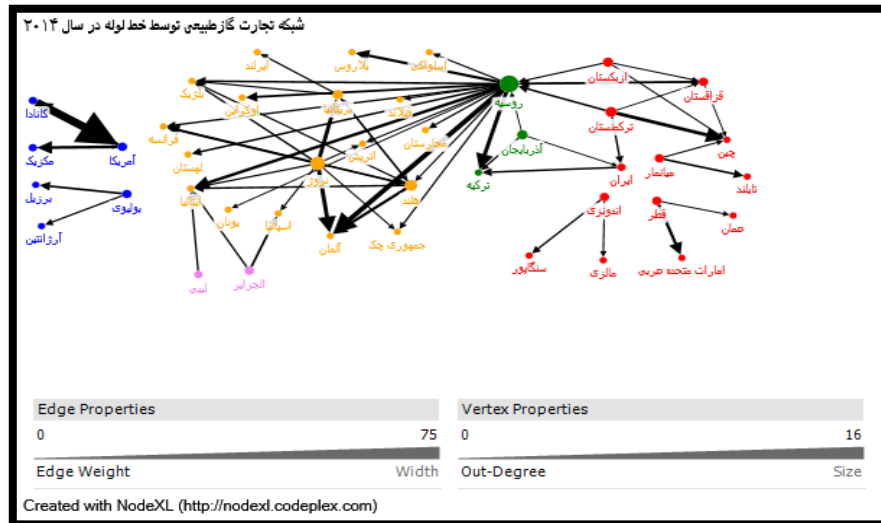 شبکه تجارت گازطبیعی توسط خط لوله در سال ۲۰۱۴
ایرلند
بلاروس
اسلواکی
روسیه
ازبکستان
قزاقستان
کانادا
بلژیک
اوکراین
بریتانیا
فنلاند
ترکمنستان
آمریکا
فرانسه
لهستان
اتریش
مجارستان
آذربایجان
چین
مکزیک
نروژ
هلند
ترکیه
ایران
میانمار
تایلند
برزیل
بولیوی
ایتالیا
یونان
اسپانیا
آلمان
جمهوری چک
اندونزی
قطر
عمان
آرژانتین
لیبی
الجزایر
سنگاپور
مالزی
امارات متحده عربی
Edge Properties
Vertex Properties
0 75
0 16
Edge Weight Width
Out-Degree Size
Created with NodeXL (http://nodexl.codeplex.com)